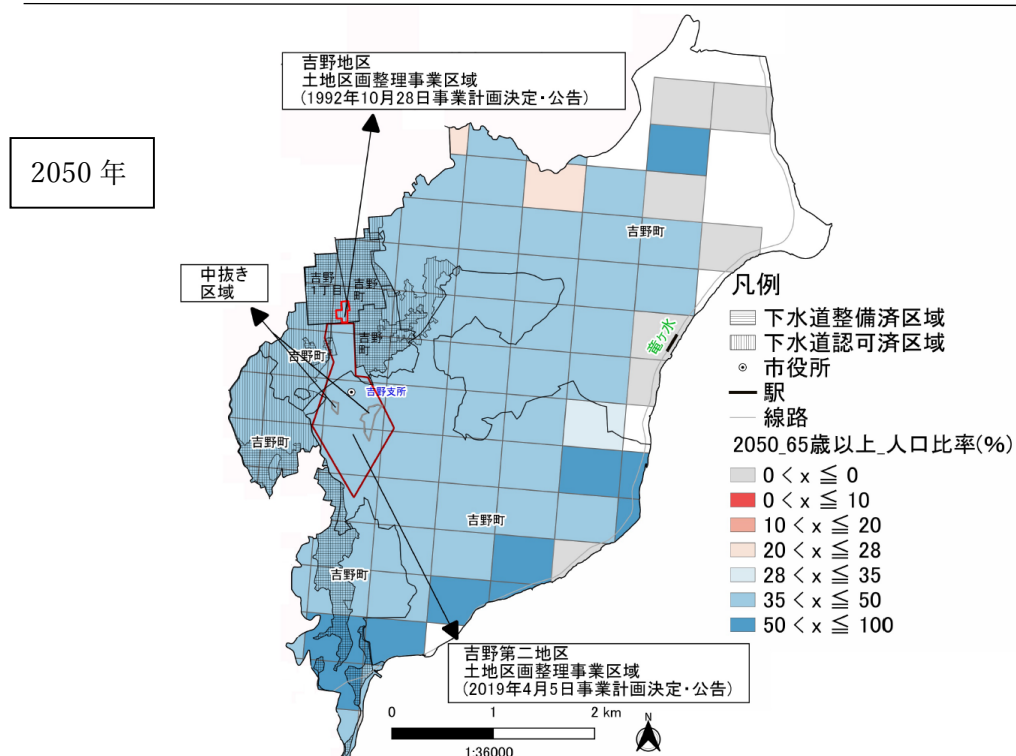 吉野地区
土地区画整理事業区域
(1992年10月28日事業計画決定・公告)
2050 年
中抜き
区域
吉野
1丁目
吉野
町
吉野
町
吉野町
吉野町
吉野町
吉野町
吉野町
吉野支所
竜ヶ水
凡例
下水道整備済区域
下水道認可済区域
市役所
駅
線路
2050_65歳以上_人口比率(%)
0 < x ≦ 0
0 < x ≦ 10
10 < x ≦ 20
20 < x ≦ 28
28 < x ≦ 35
35 < x ≦ 50
50 < x ≦ 100
吉野第二地区
土地区画整理事業区域
(2019年4月5日事業計画決定・公告)
0 1 2 km
1:36000
N